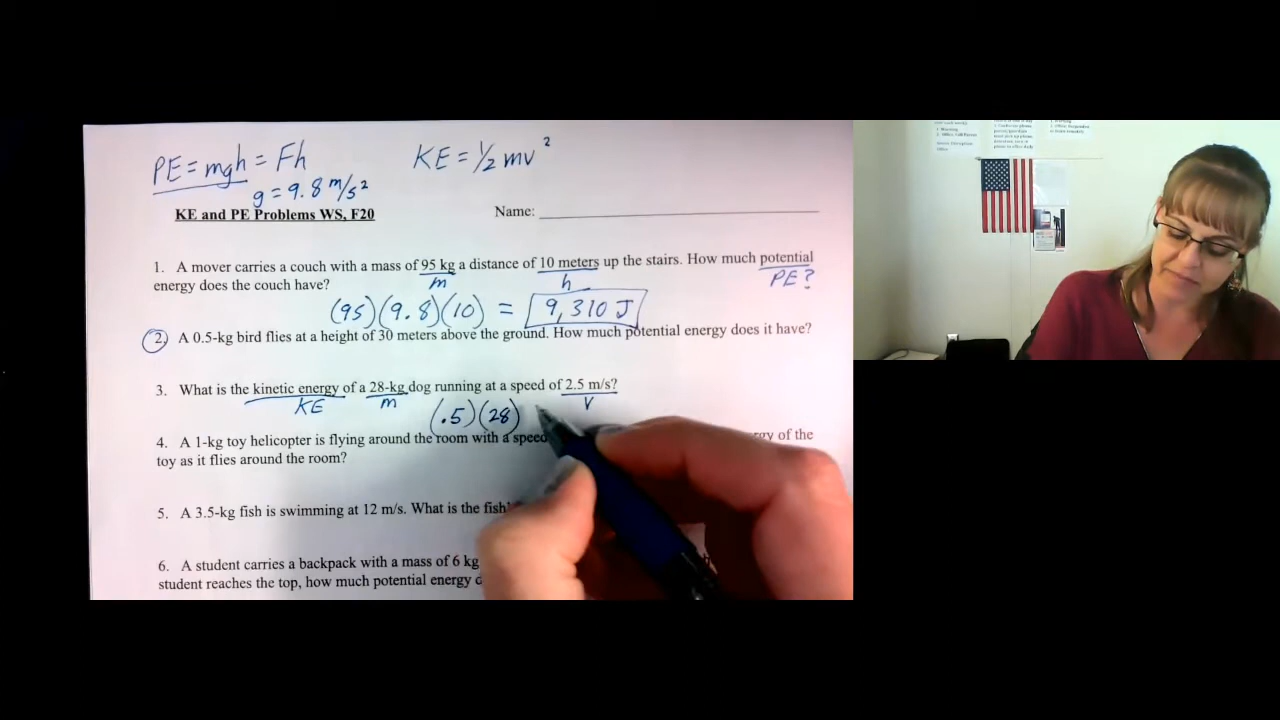 PE = mgh = Fh
KE = 1/2 mv²
g = 9.8 m/s²
KE and PE Problems WS, F20
Name:
1. A mover carries a couch with a mass of 95 kg a distance of 10 meters up the stairs. How much potential
m h PE?
energy does the couch have?
(95)(9.8)(10) = 9,310 J
2. A 0.5-kg bird flies at a height of 30 meters above the ground. How much potential energy does it have?
3. What is the kinetic energy of a 28-kg dog running at a speed of 2.5 m/s?
KE m v
(.5)(28)
4. A 1-kg toy helicopter is flying around the room with a speed of the
toy as it flies around the room?
5. A 3.5-kg fish is swimming at 12 m/s. What is the
6. A student carries a backpack with a mass of 6 kg
student reaches the top, how much potential energy